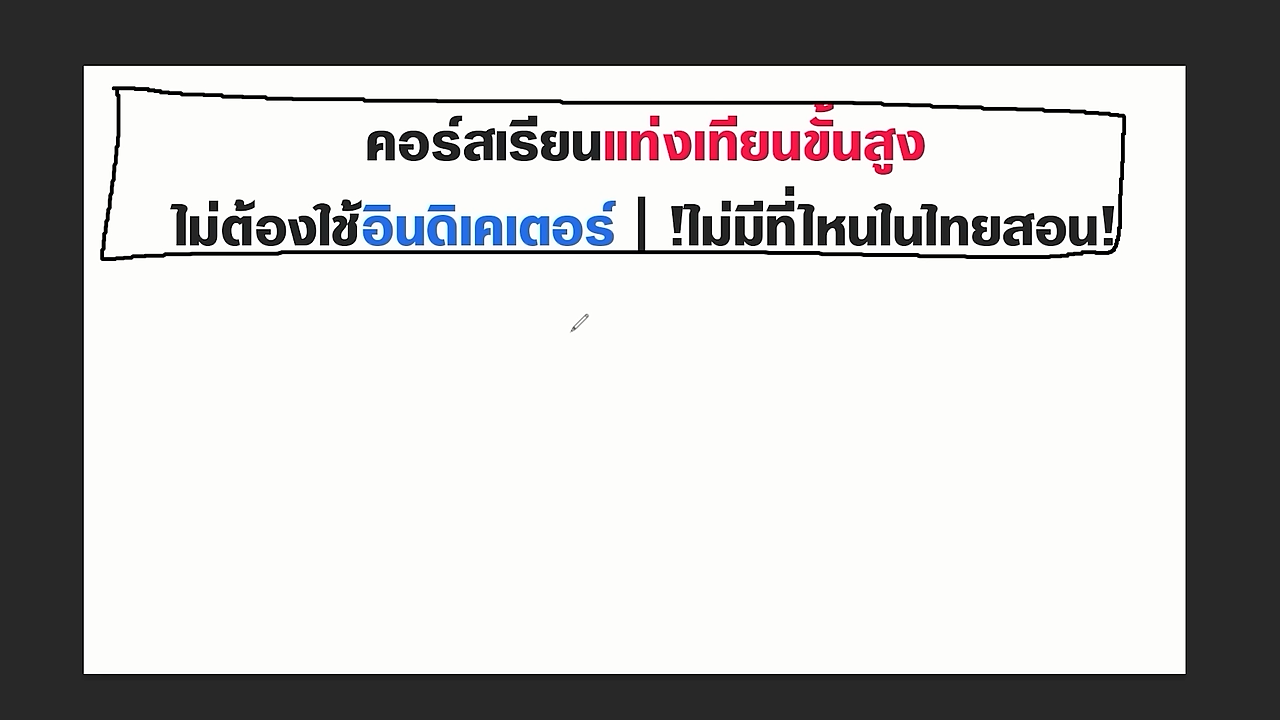 คอร์สเรียนแท่งเทียนขั้นสูง
ไม่ต้องใช้อินดิเคเตอร์ | !ไม่มีที่ไหนในไทยสอน!